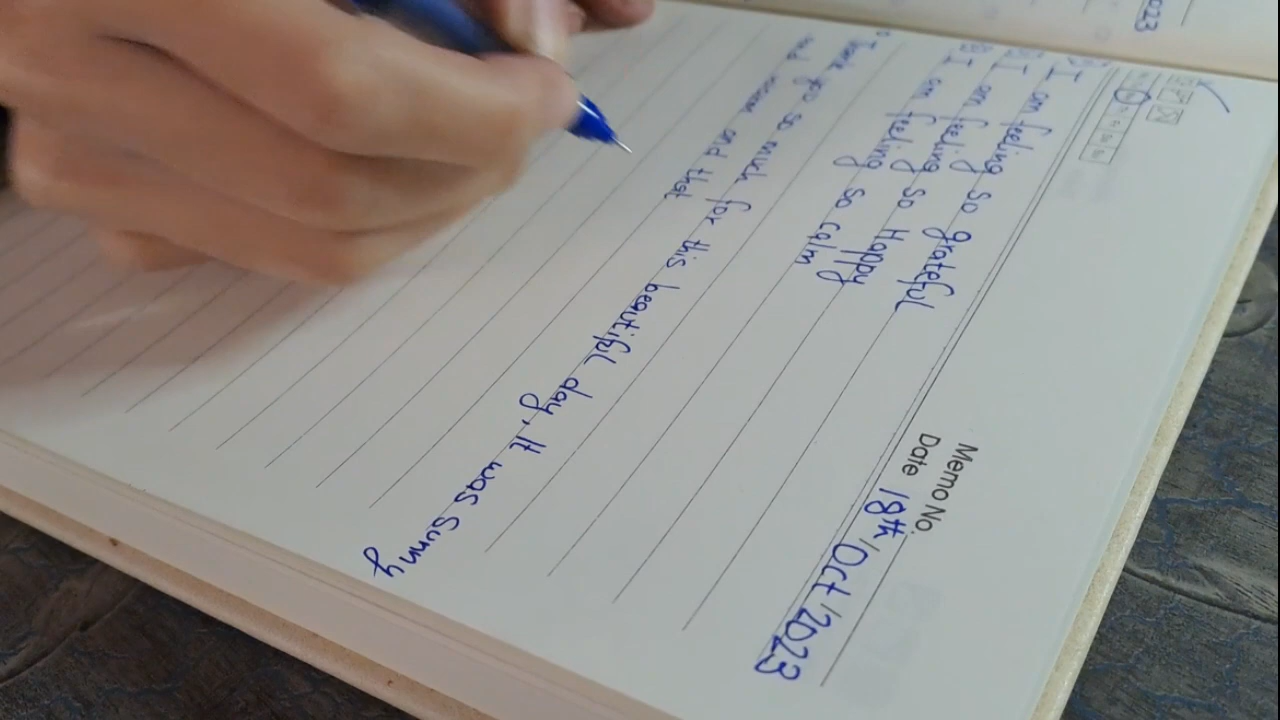 Memo No.
Date 18th/Oct/2023
I am feeling so grateful
I am feeling so Happy
I am feeling so calm
Thank you so much for this beautiful day, It was sunny
and and that
023